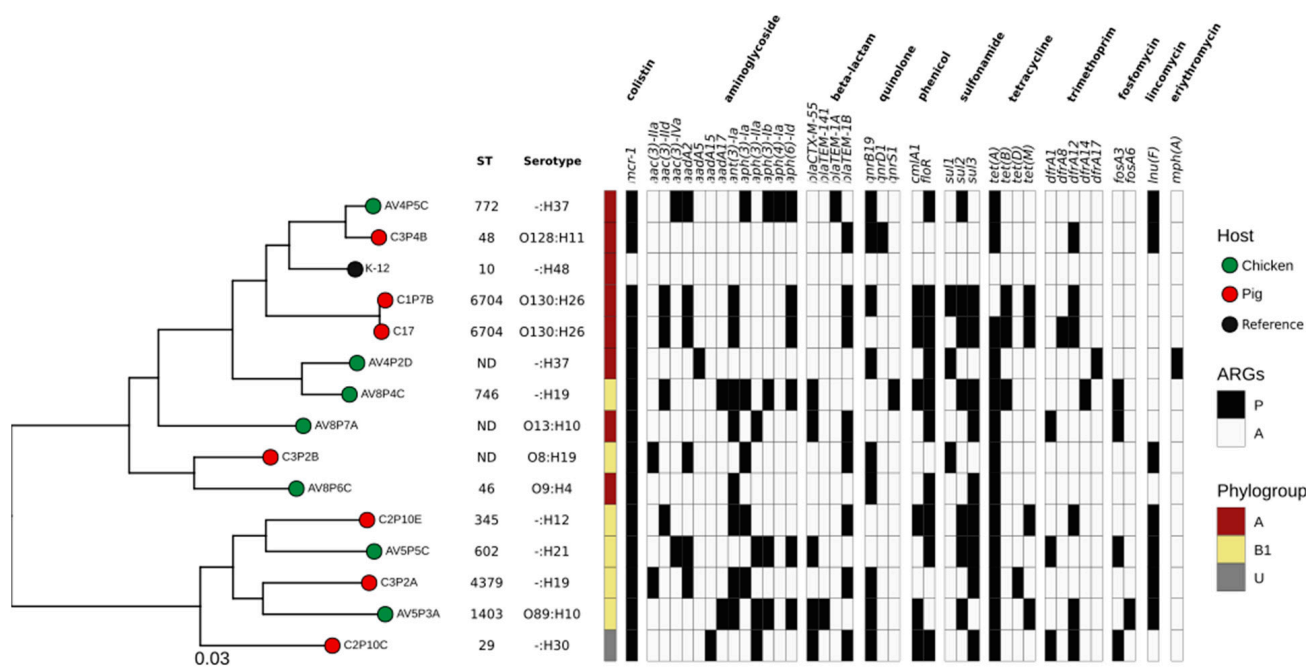 colistin
aminoglycoside
beta-lactam
quinolone
phenicol
sulfonamide
tetracycline
trimethoprim
fosfomycin
lincomycin
erythromycin
mcr-1
aac(3)-IIa
aac(3)-IId
aac(3)-IVa
aadA2
aadA5
aadA15
aadA17
ant(3)-Ia
aph(3)-Ia
aph(3)-IIa
aph(3)-Ib
aph(4)-Ia
aph(6)-Id
blaCTX-M-55
blaTEM-141
blaTEM-1A
blaTEM-1B
qnrB19
qnrD1
qnrS1
cmlA1
floR
sul1
sul2
sul3
tet(A)
tet(B)
tet(D)
tet(M)
dfrA1
dfrA8
dfrA12
dfrA14
dfrA17
fosA3
fosA6
lnu(F)
mph(A)
ST Serotype
AV4P5C 772 -:H37
C3P4B 48 O128:H11
K-12 10 -:H48
C1P7B 6704 O130:H26
C17 6704 O130:H26
AV4P2D ND -:H37
AV8P4C 746 -:H19
AV8P7A ND O13:H10
C3P2B ND O8:H19
AV8P6C 46 O9:H4
C2P10E 345 -:H12
AV5P5C 602 -:H21
C3P2A 4379 -:H19
AV5P3A 1403 O89:H10
C2P10C 29 -:H30
0.03
Host
Chicken
Pig
Reference
ARGs
P
A
Phylogroup
A
B1
U